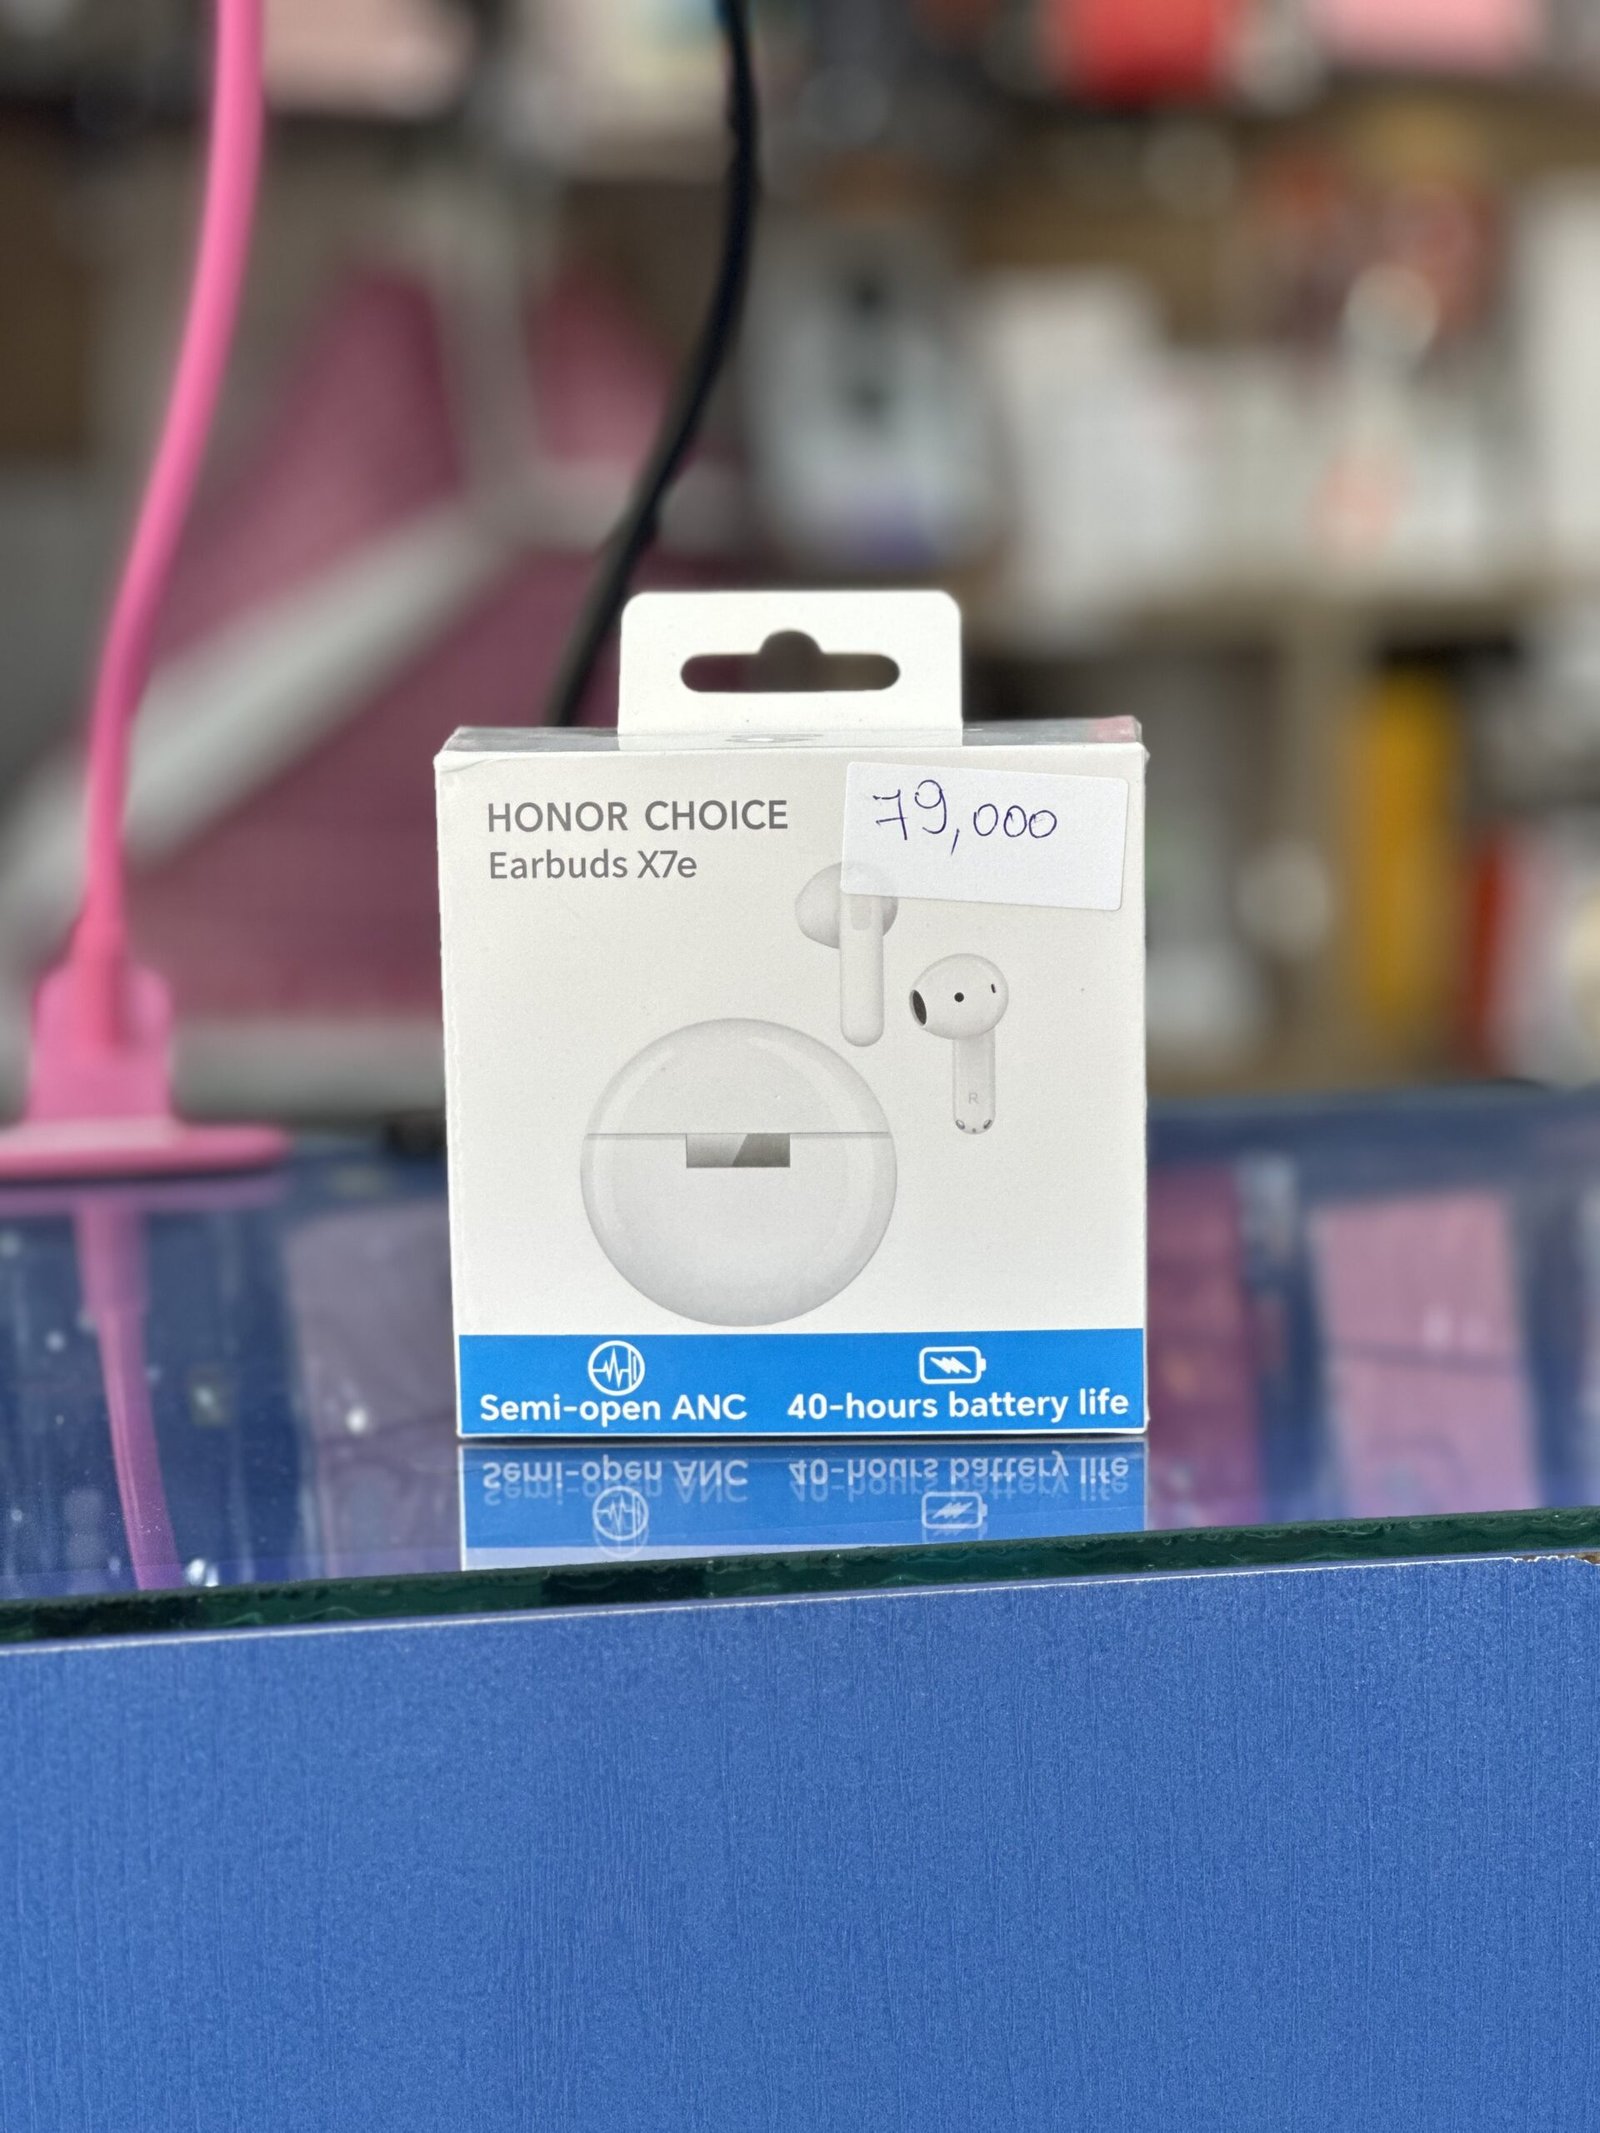 HONOR CHOICE
Earbuds X7e
79,000
R
Semi-open ANC
40-hours battery life